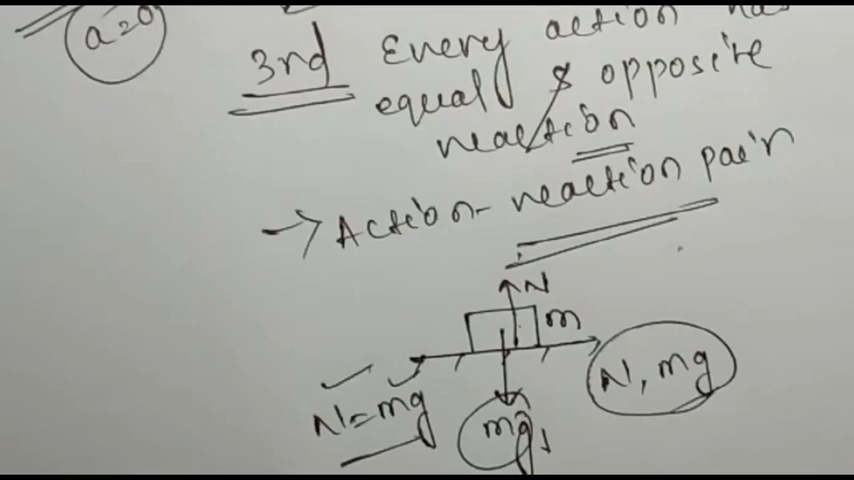 a=0
3rd Every action has
equal & opposite
reaction
→ Action-reaction pair
N
m
N, mg
N=mg
mg